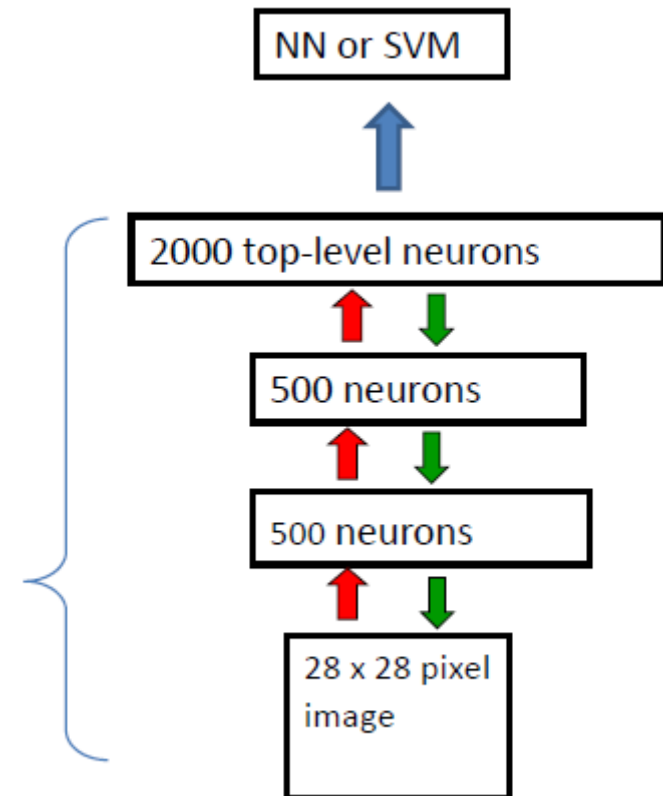 NN or SVM
2000 top-level neurons
500 neurons
500 neurons
28 x 28 pixel
image